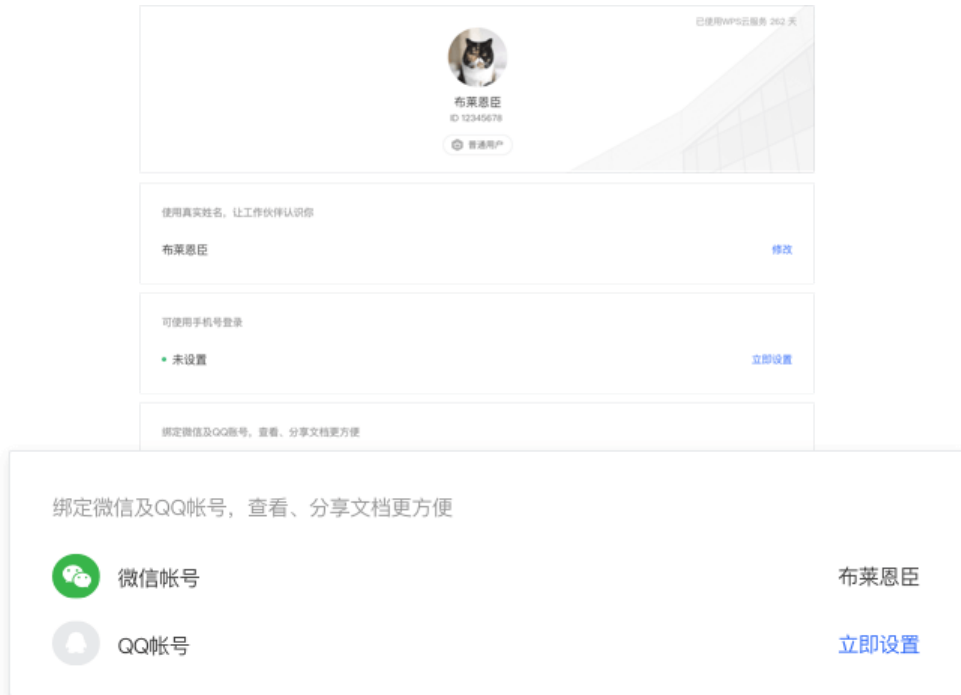 已使用WPS云服务 262 天
布莱恩臣
ID 12345678
普通用户
使用真实姓名，让工作伙伴认识你
布莱恩臣 修改
可使用手机号登录
未设置 立即设置
绑定微信及QQ账号，查看、分享文档更方便
绑定微信及QQ帐号，查看、分享文档更方便
微信帐号 布莱恩臣
QQ帐号 立即设置